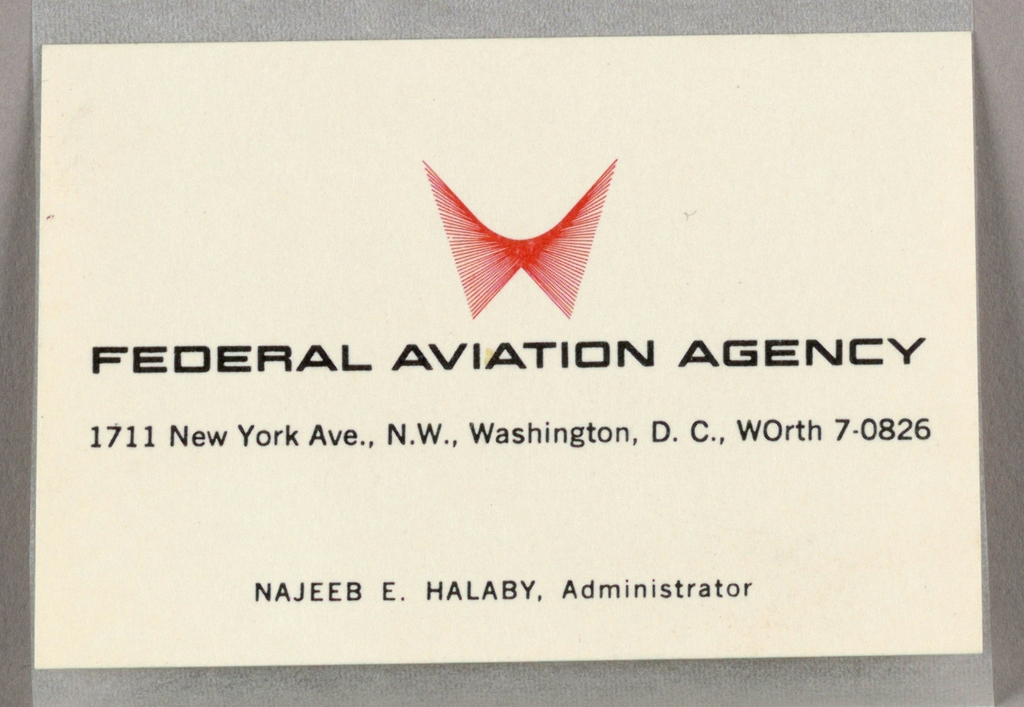 FEDERAL AVIATION AGENCY
1711 New York Ave., N.W., Washington, D. C., WOrth 7-0826
NAJEEB E. HALABY, Administrator